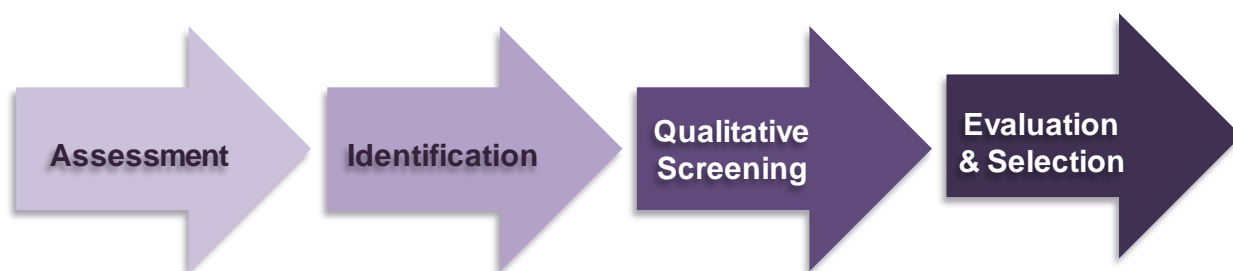 Assessment
Identification
Qualitative
Screening
Evaluation
& Selection